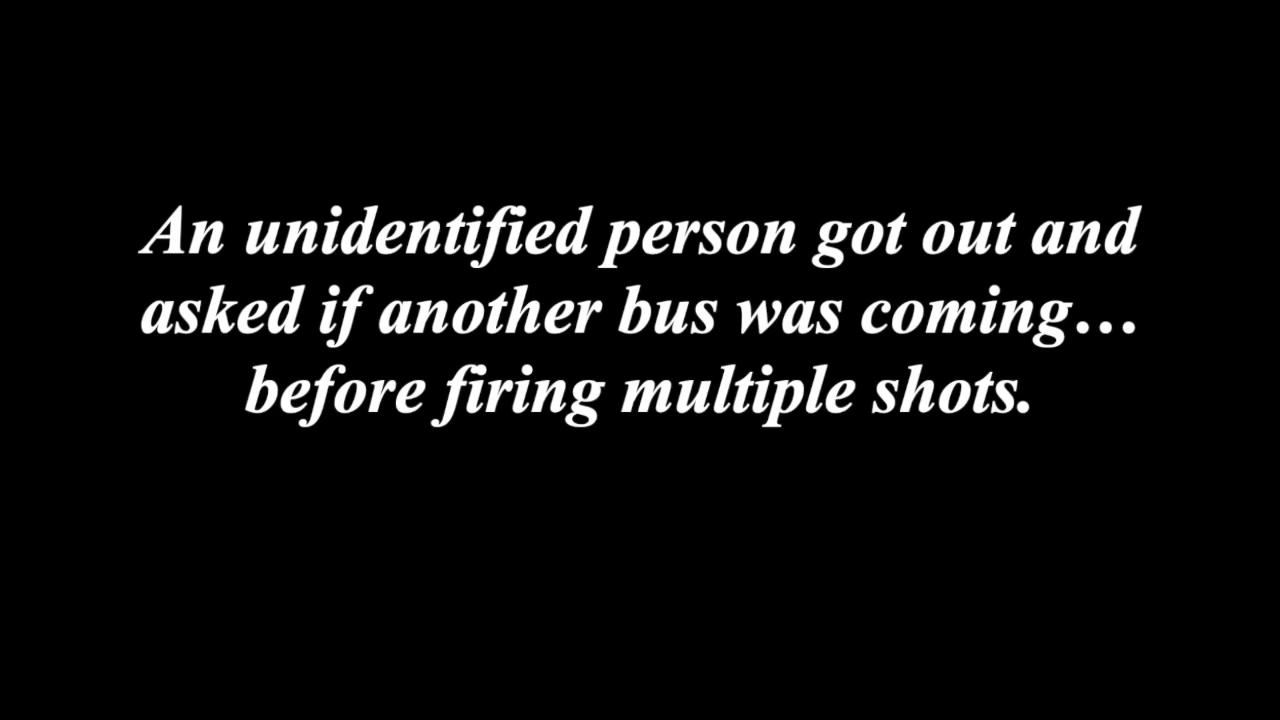 An unidentified person got out and
asked if another bus was coming…
before firing multiple shots.